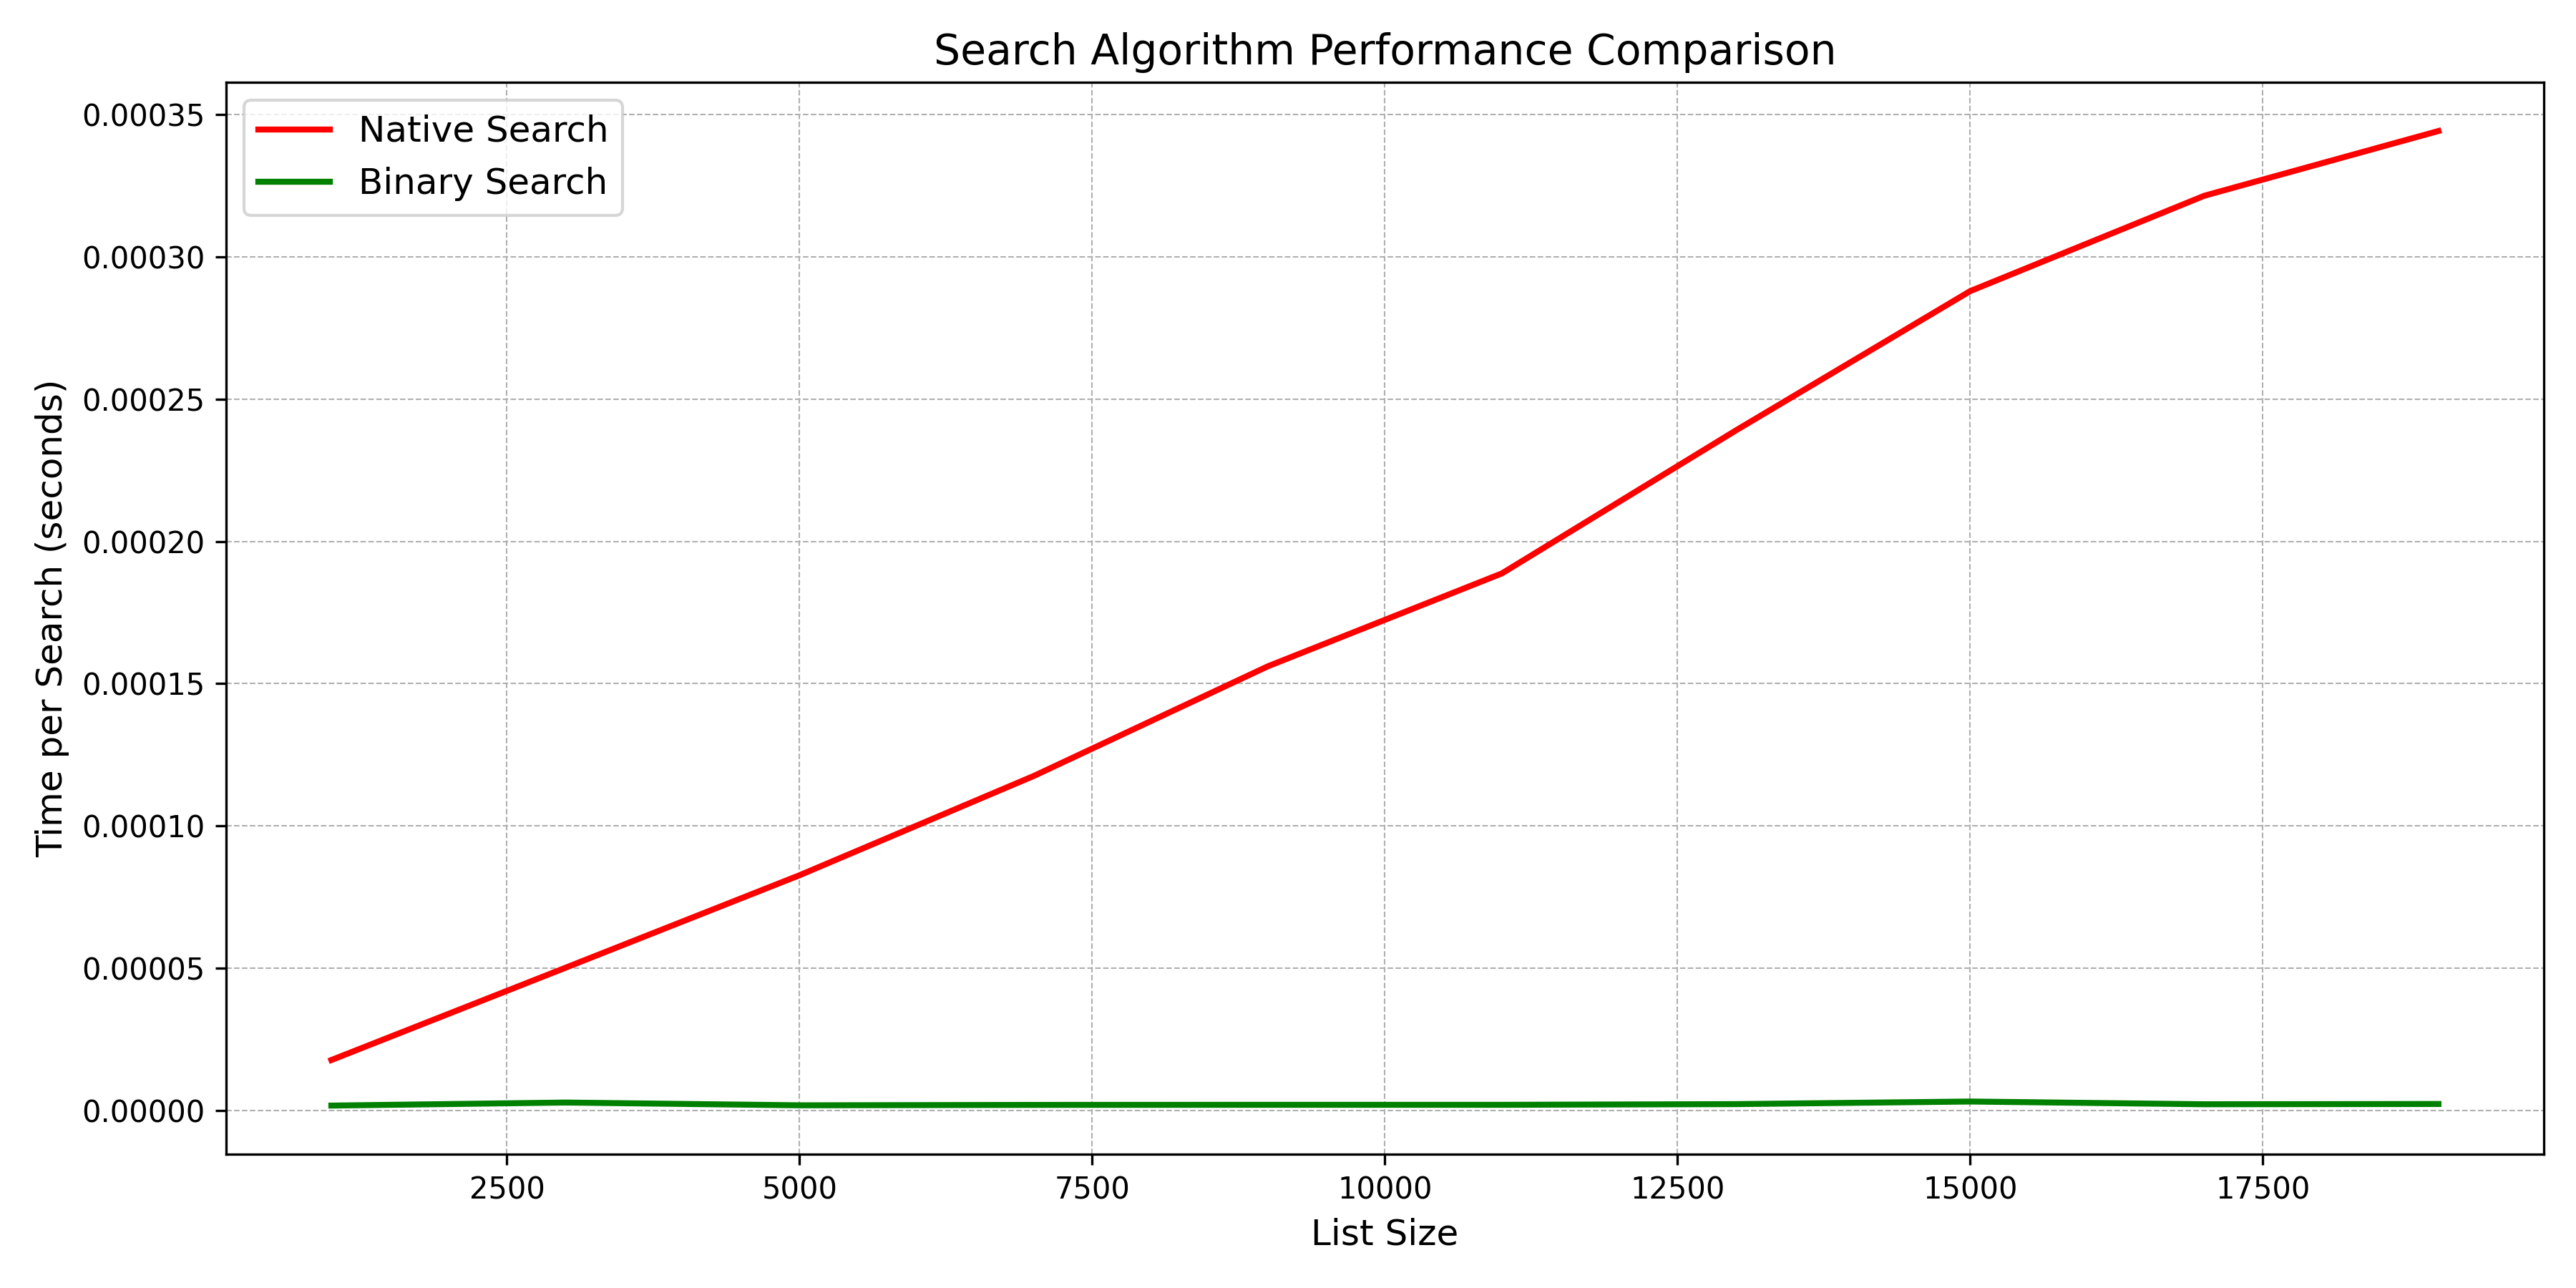 Search Algorithm Performance Comparison
Native Search
Binary Search
Time per Search (seconds)
0.00035
0.00030
0.00025
0.00020
0.00015
0.00010
0.00005
0.00000
2500 5000 7500 10000 12500 15000 17500
List Size